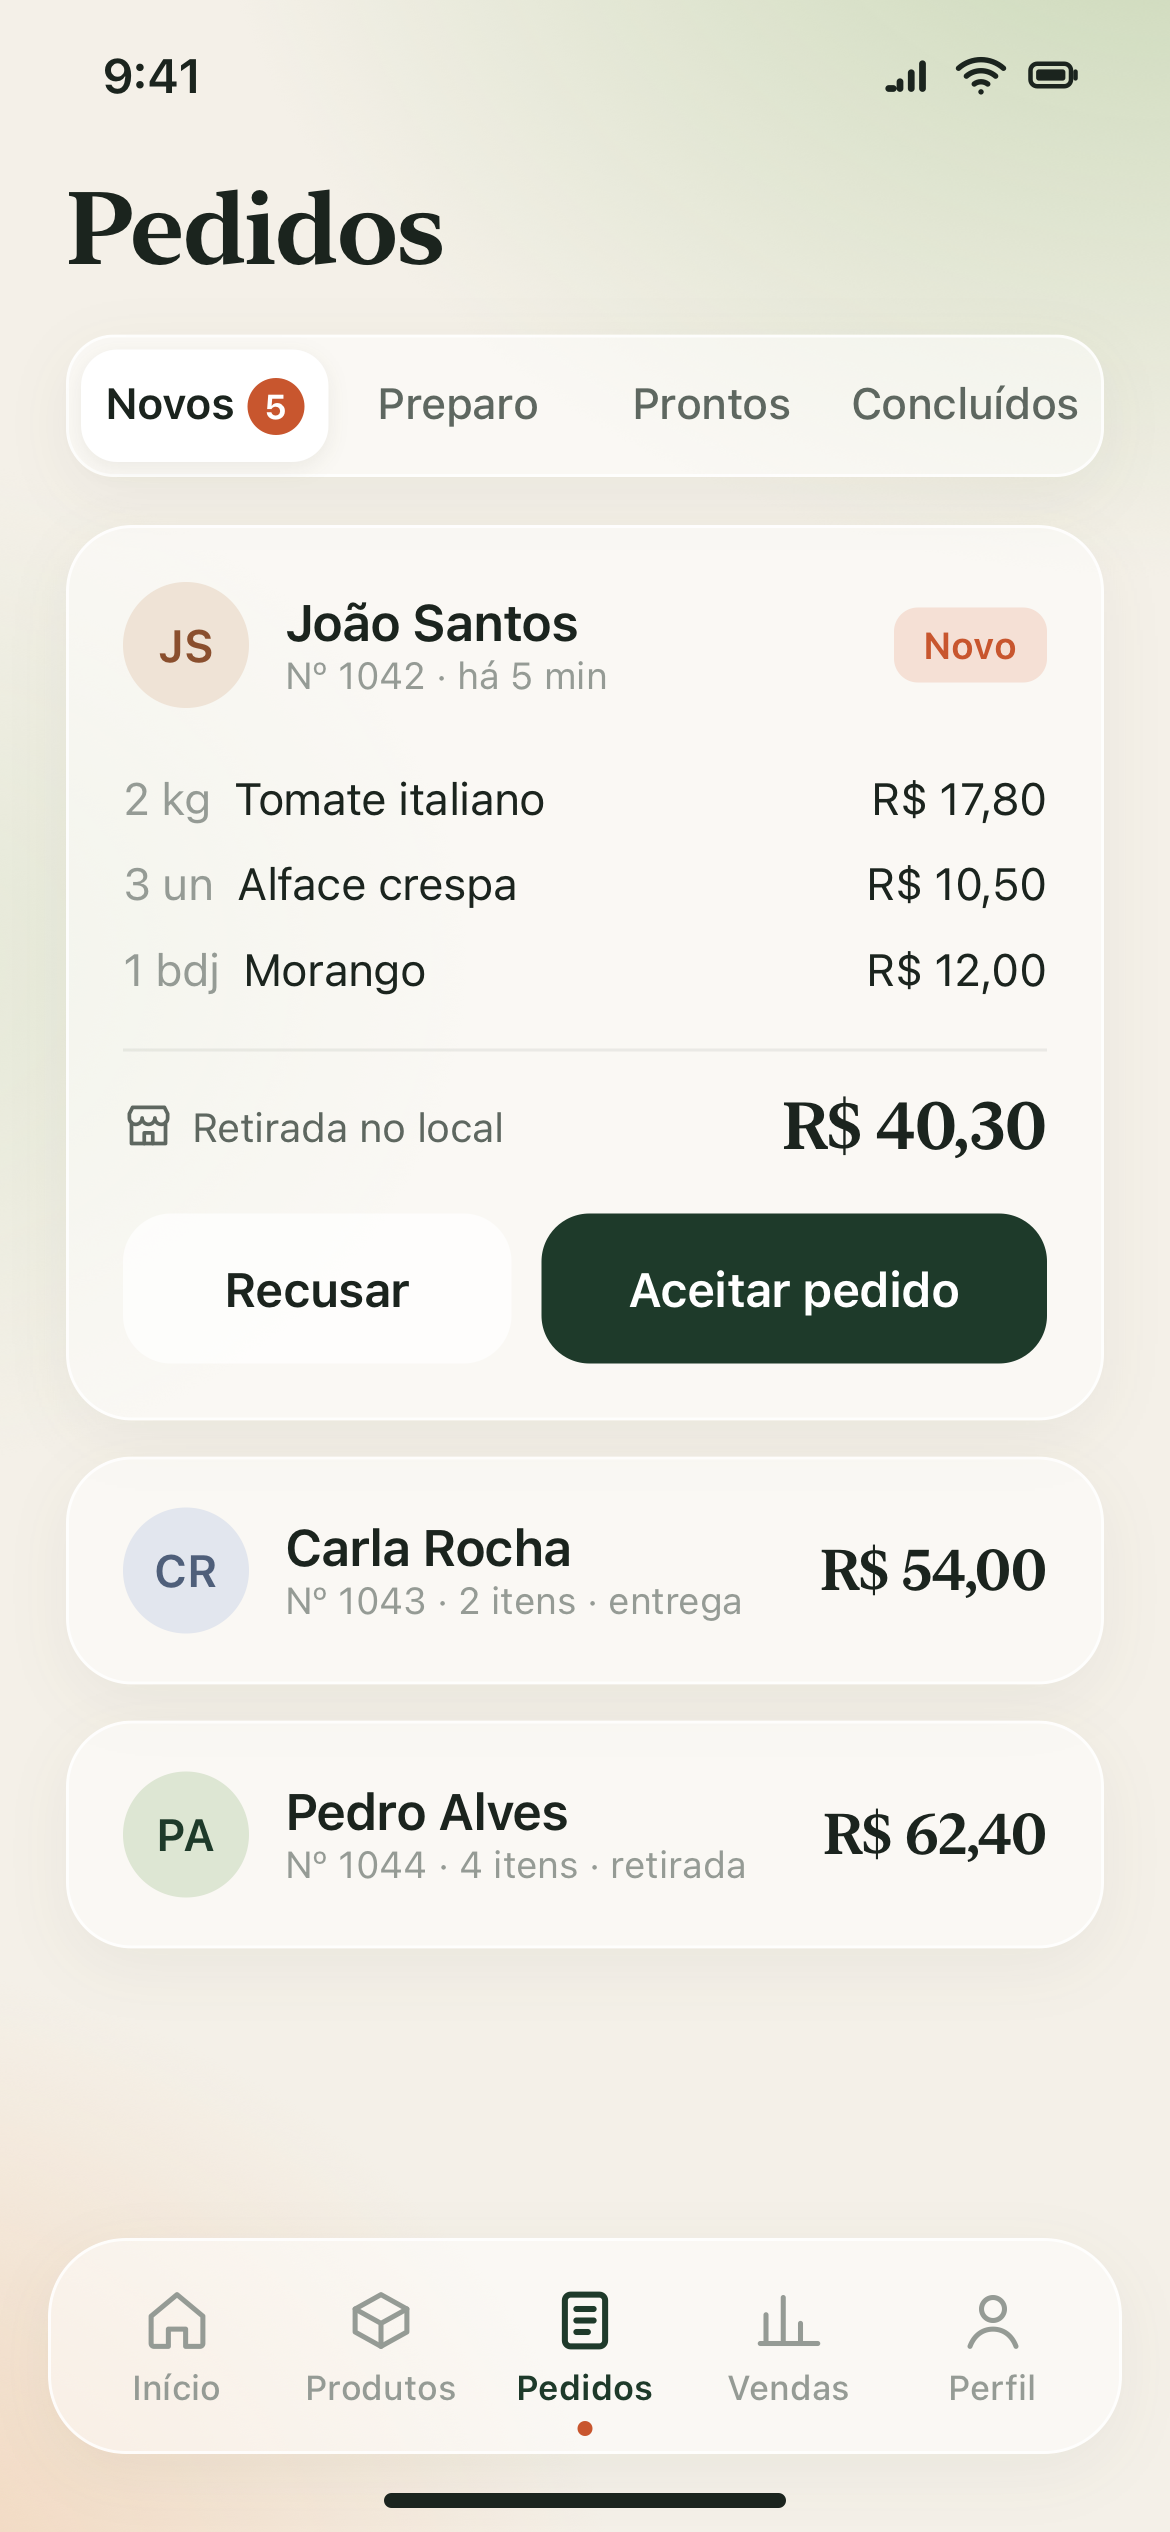 9:41
Pedidos
Novos 5 Preparo Prontos Concluídos
JS
João Santos
Nº 1042 · há 5 min
Novo
2 kg Tomate italiano R$ 17,80
3 un Alface crespa R$ 10,50
1 bdj Morango R$ 12,00
Retirada no local R$ 40,30
Recusar Aceitar pedido
CR
Carla Rocha
Nº 1043 · 2 itens · entrega
R$ 54,00
PA
Pedro Alves
Nº 1044 · 4 itens · retirada
R$ 62,40
Início Produtos Pedidos Vendas Perfil